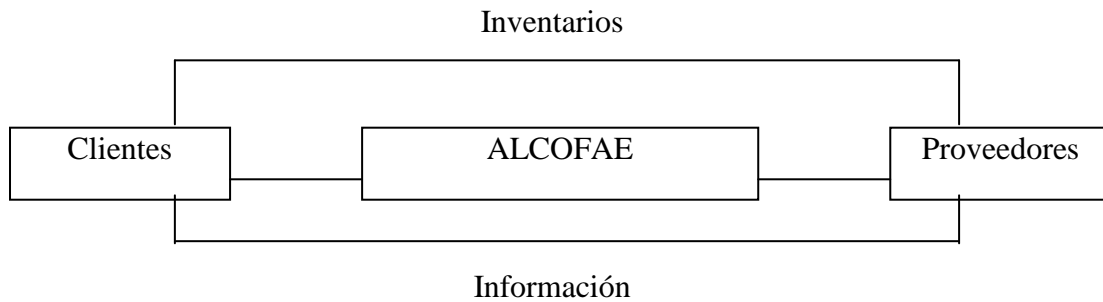 Inventarios
Clientes
ALCOFAE
Proveedores
Información